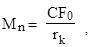 Mn = CF0 / rk ,